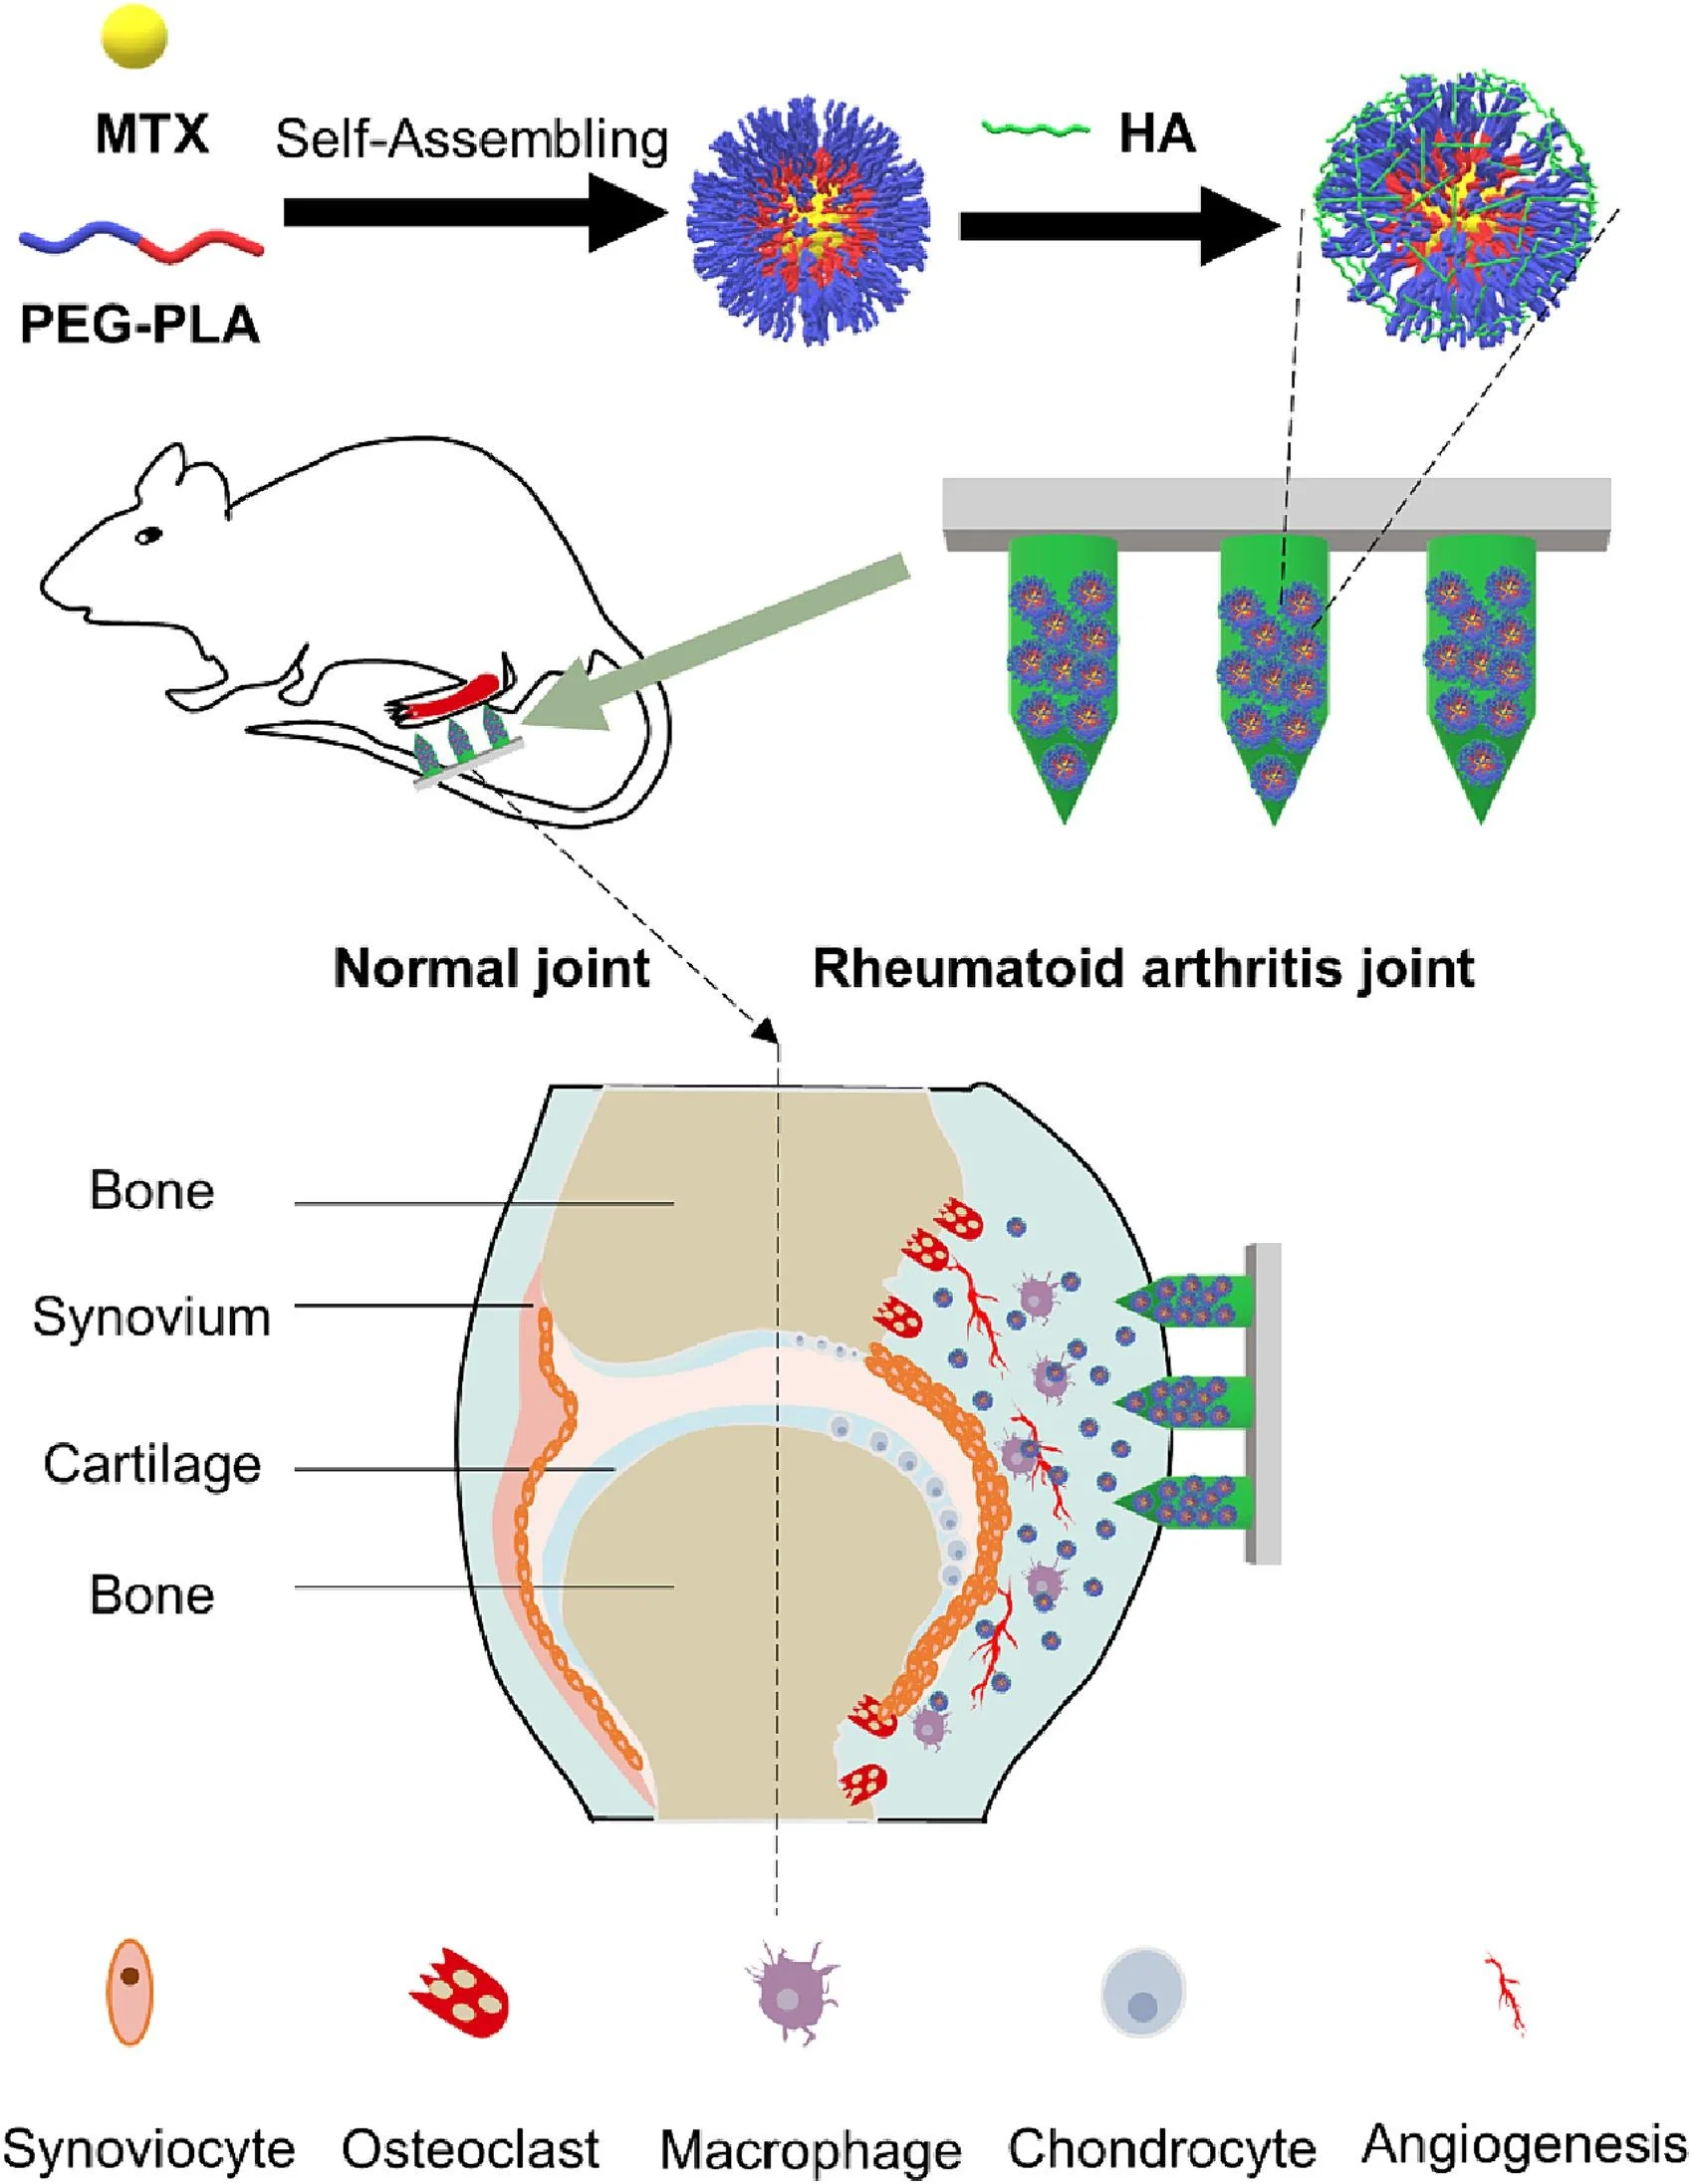 MTX
Self-Assembling
HA
PEG-PLA
Normal joint
Rheumatoid arthritis joint
Bone
Synovium
Cartilage
Bone
Synoviocyte
Osteoclast
Macrophage
Chondrocyte
Angiogenesis